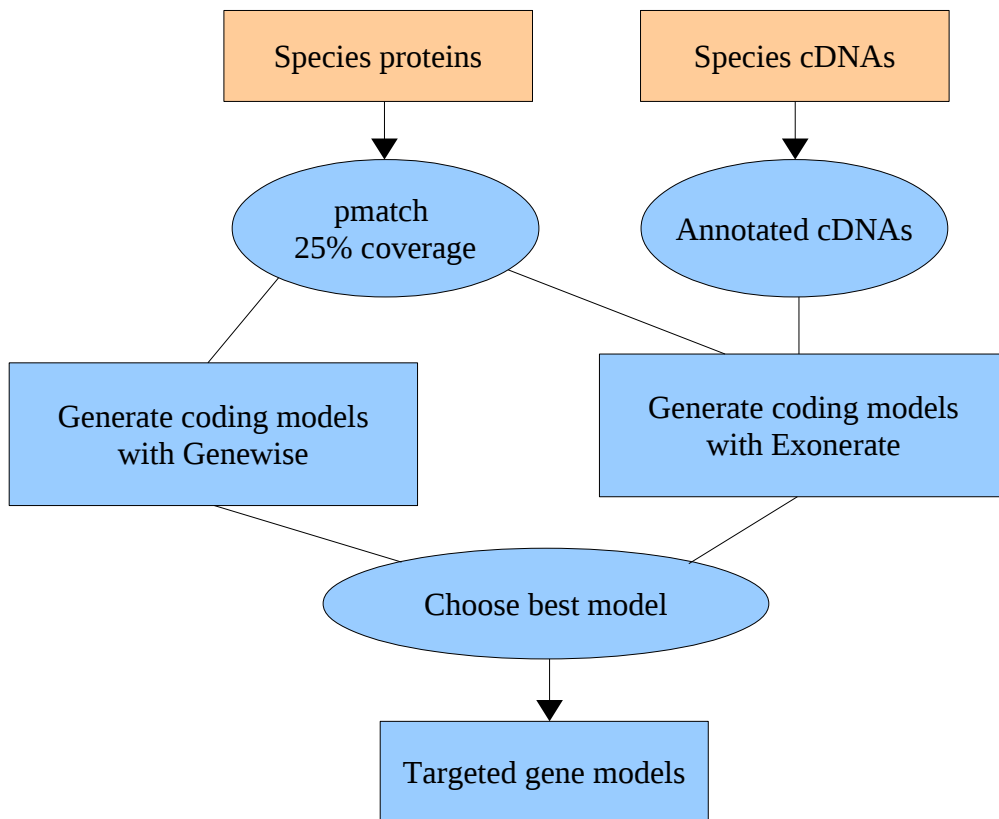 Species proteins
Species cDNAs
pmatch
25% coverage
Annotated cDNAs
Generate coding models
with Genewise
Generate coding models
with Exonerate
Choose best model
Targeted gene models